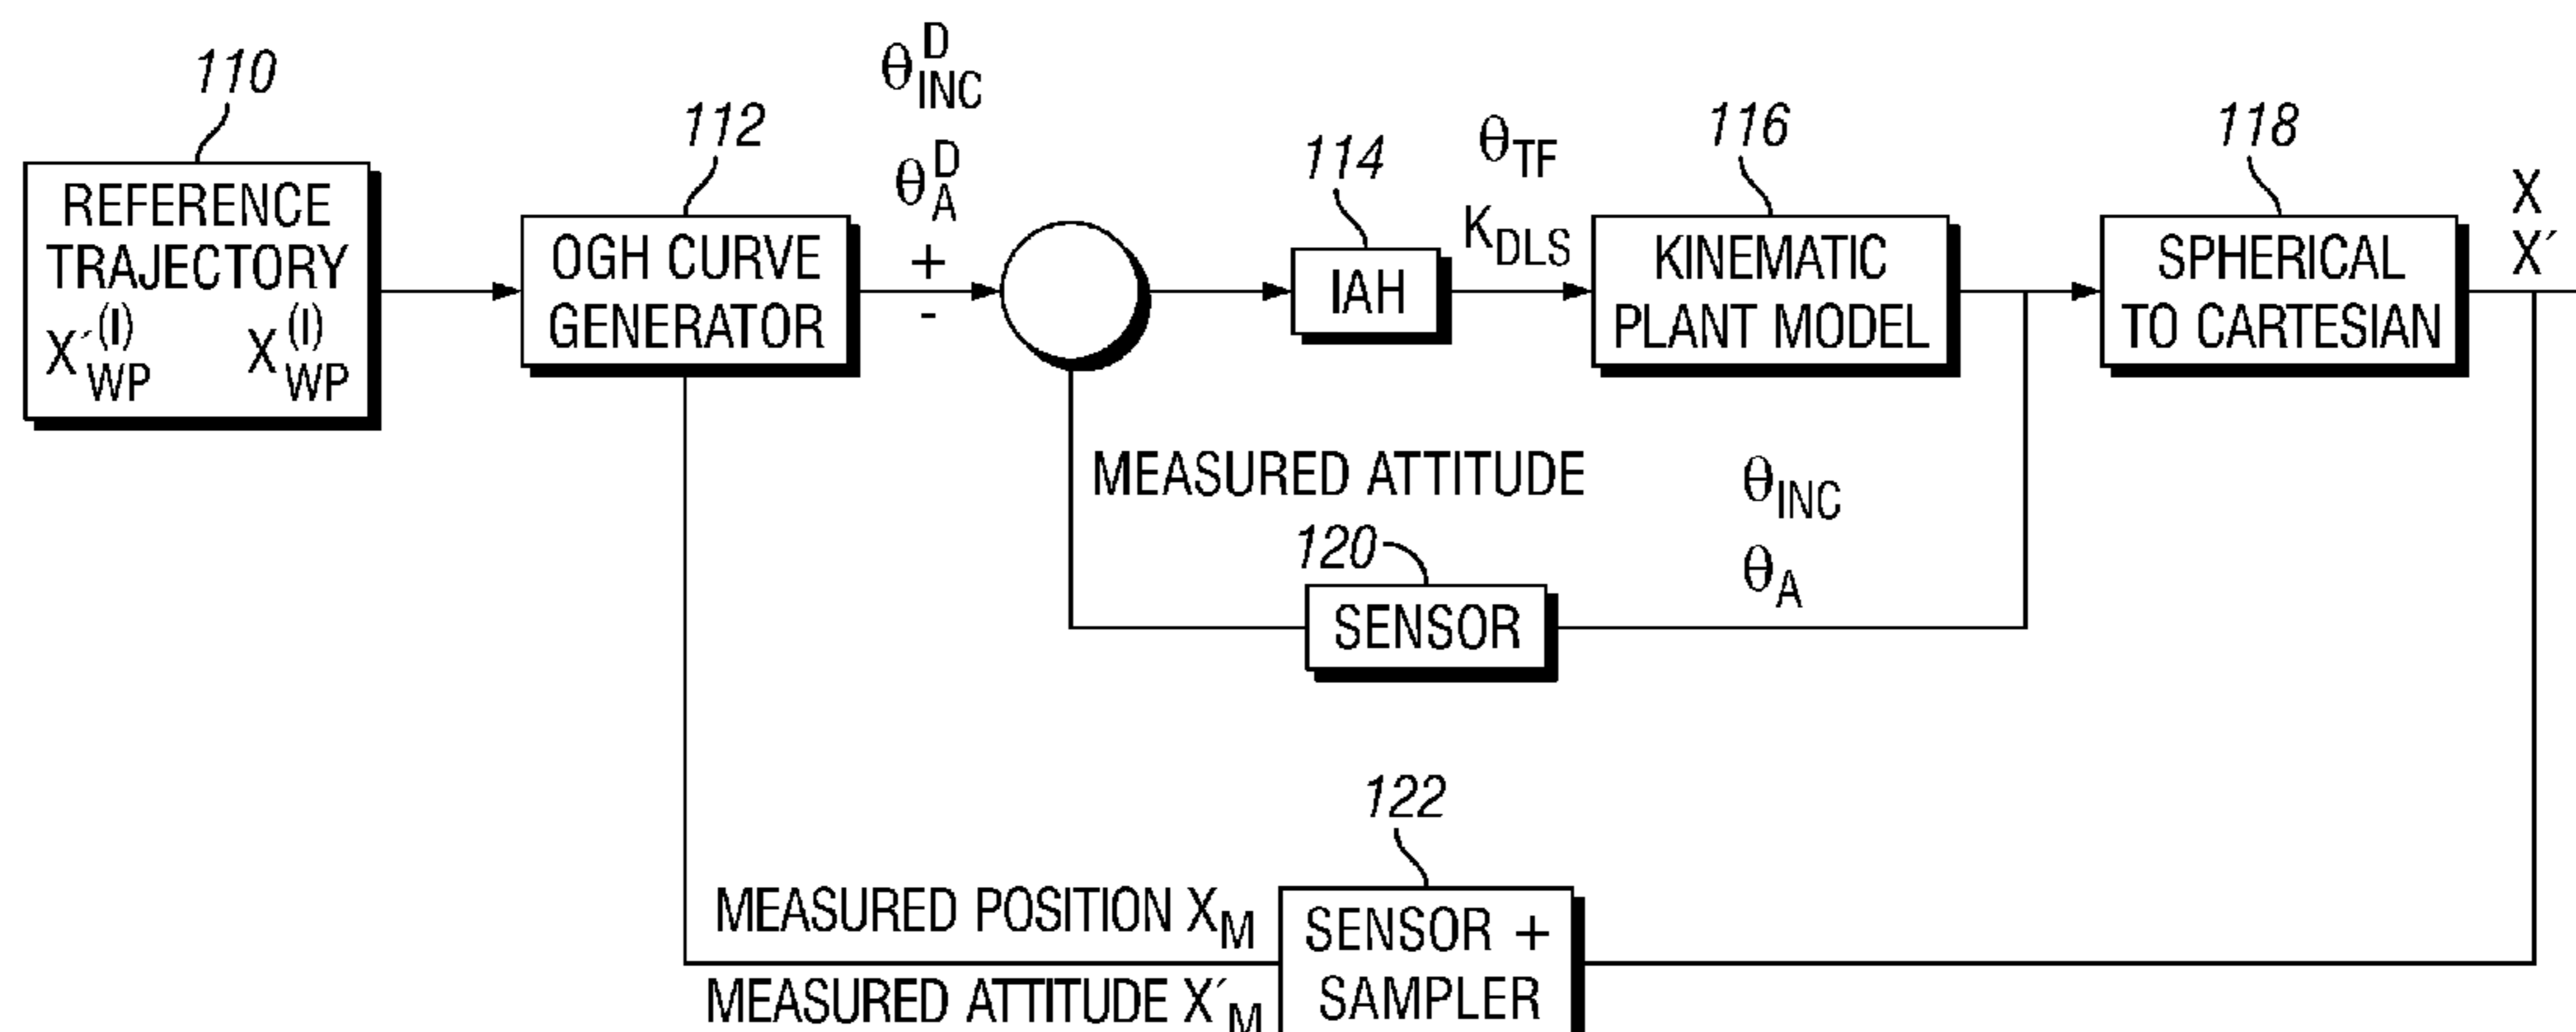 110
REFERENCE
TRAJECTORY
X′(I)WP X(I)WP
112
OGH CURVE
GENERATOR
θDINC
θDA
+
-
114
IAH
θTF
KDLS
116
KINEMATIC
PLANT MODEL
118
SPHERICAL
TO CARTESIAN
X
X′
MEASURED ATTITUDE
θINC
θA
120
SENSOR
122
MEASURED POSITION XM
MEASURED ATTITUDE X′M
SENSOR +
SAMPLER